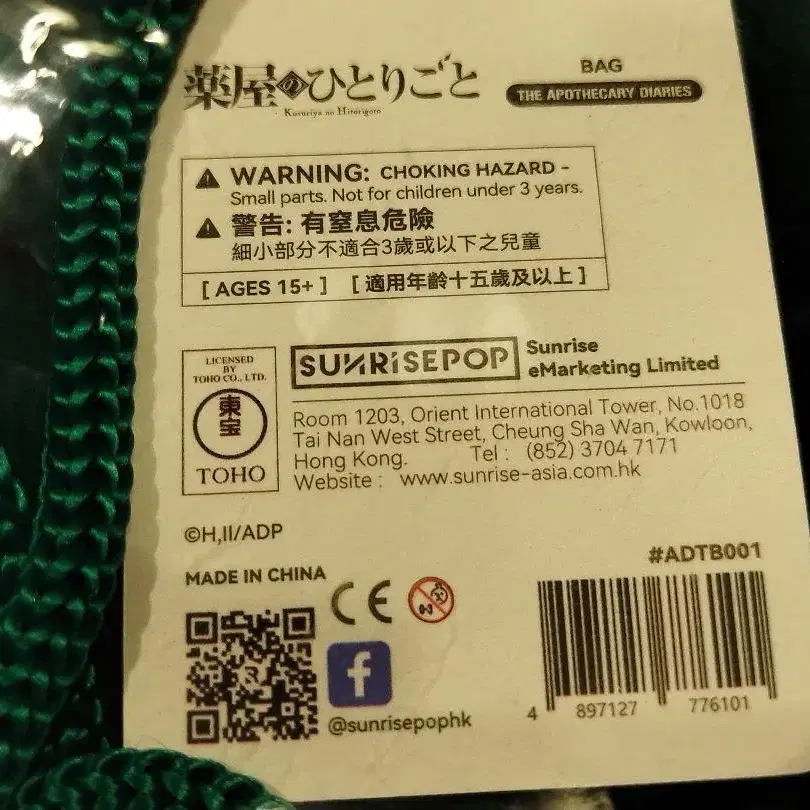 薬屋のひとりごと
Kusuriya no Hitorigoto
BAG
THE APOTHECARY DIARIES
WARNING: CHOKING HAZARD -
Small parts. Not for children under 3 years.
警告: 有窒息危險
細小部分不適合3歲或以下之兒童
[ AGES 15+ ] [ 適用年齡十五歲及以上 ]
LICENSED
BY
TOHO CO., LTD.
東宝
TOHO
SUNRISEPOP
Sunrise
eMarketing Limited
Room 1203, Orient International Tower, No.1018
Tai Nan West Street, Cheung Sha Wan, Kowloon,
Hong Kong. Tel : (852) 3704 7171
Website : www.sunrise-asia.com.hk
©H,II/ADP
MADE IN CHINA
CE
0-3
f
@sunrisepophk
#ADTB001
4 897127 776101